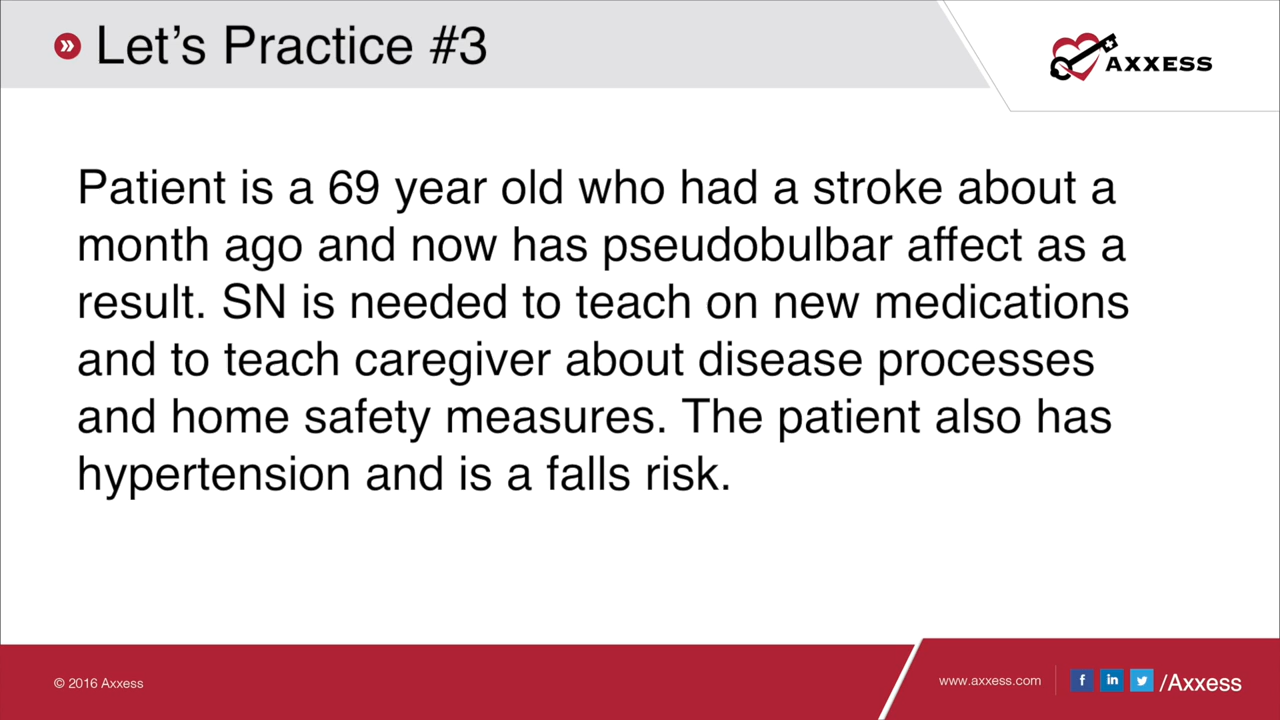 Let's Practice #3
AXXESS
Patient is a 69 year old who had a stroke about a
month ago and now has pseudobulbar affect as a
result. SN is needed to teach on new medications
and to teach caregiver about disease processes
and home safety measures. The patient also has
hypertension and is a falls risk.
© 2016 Axxess
www.axxess.com
/Axxess